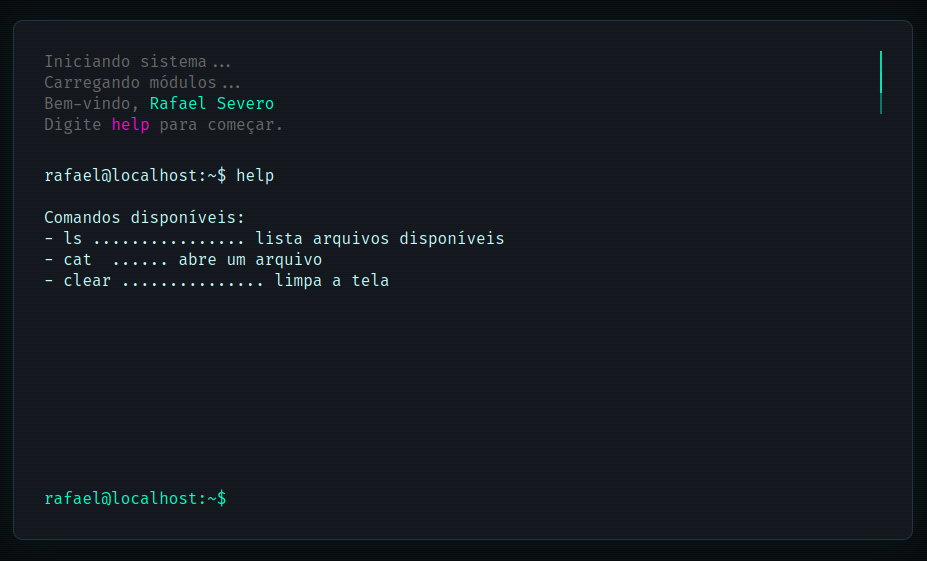 Iniciando sistema...
Carregando módulos...
Bem-vindo, Rafael Severo
Digite help para começar.
rafael@localhost:~$ help
Comandos disponíveis:
- ls ................ lista arquivos disponíveis
- cat  ...... abre um arquivo
- clear ............... limpa a tela
rafael@localhost:~$